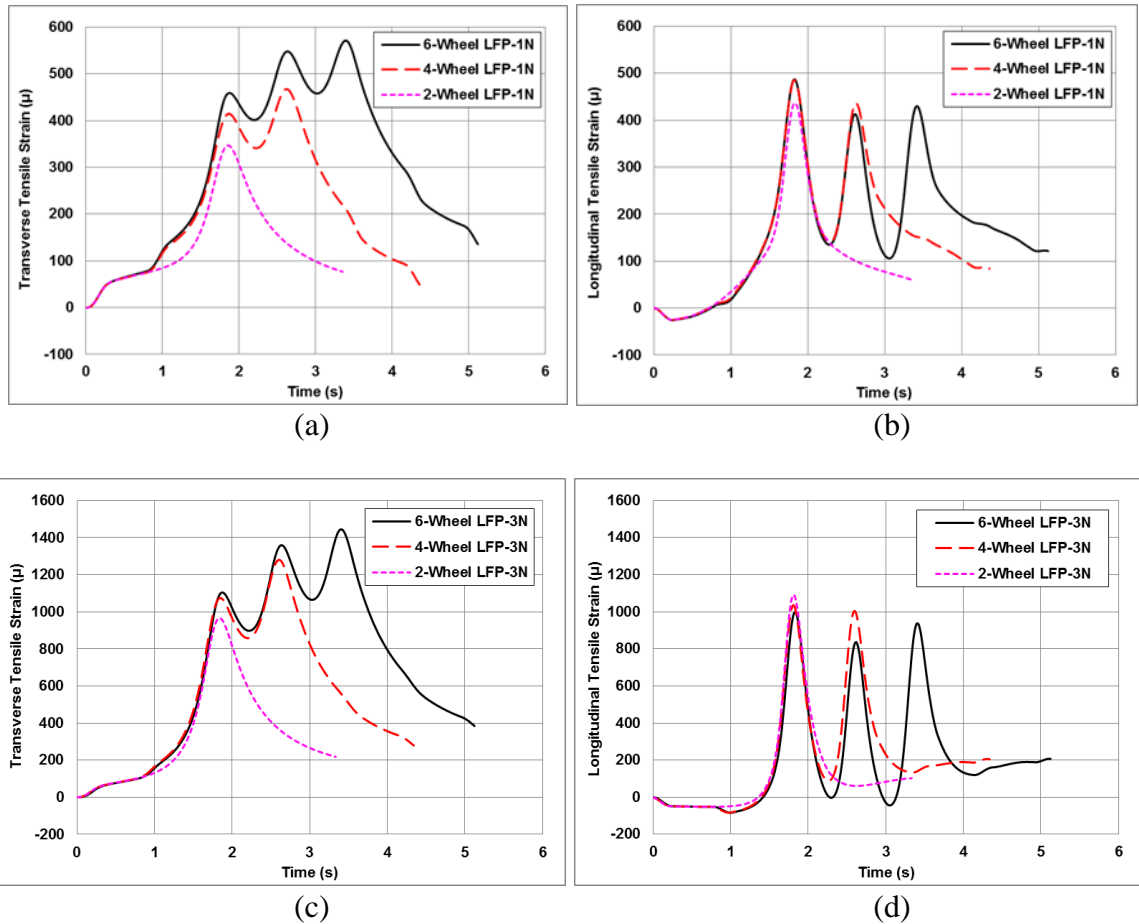 600
500
400
300
200
100
0
-100
Transverse Tensile Strain (μ)
6-Wheel LFP-1N
4-Wheel LFP-1N
2-Wheel LFP-1N
0 1 2 3 4 5 6
Time (s)
(a)
600
500
400
300
200
100
0
-100
Longitudinal Tensile Strain (μ)
6-Wheel LFP-1N
4-Wheel LFP-1N
2-Wheel LFP-1N
0 1 2 3 4 5 6
Time (s)
(b)
1600
1400
1200
1000
800
600
400
200
0
-200
Transverse Tensile Strain (μ)
6-Wheel LFP-3N
4-Wheel LFP-3N
2-Wheel LFP-3N
0 1 2 3 4 5 6
Time (s)
(c)
1600
1400
1200
1000
800
600
400
200
0
-200
Longitudinal Tensile Strain (μ)
6-Wheel LFP-3N
4-Wheel LFP-3N
2-Wheel LFP-3N
0 1 2 3 4 5 6
Time (s)
(d)